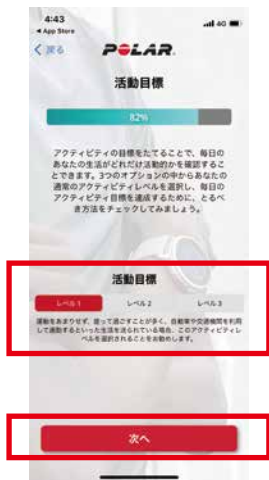 4:43
4G
◀ App Store
戻る
POLAR
活動目標
82%
アクティビティの目標をたてることで、毎日の
あなたの生活がどれだけ活動的かを確認するこ
とできます。3つのオプションの中からあなたの
通常のアクティビティレベルを選択し、毎日の
アクティビティ目標を達成するために、とるべ
き方法をチェックしてみましょう。
活動目標
レベル1 レベル2 レベル3
運動をあまりせず、座って過ごすことが多く、自動車や交通機関を利用
して通勤するといった生活を送られている場合、このアクティビティレ
ベルを選択されることをお勧めします。
次へ